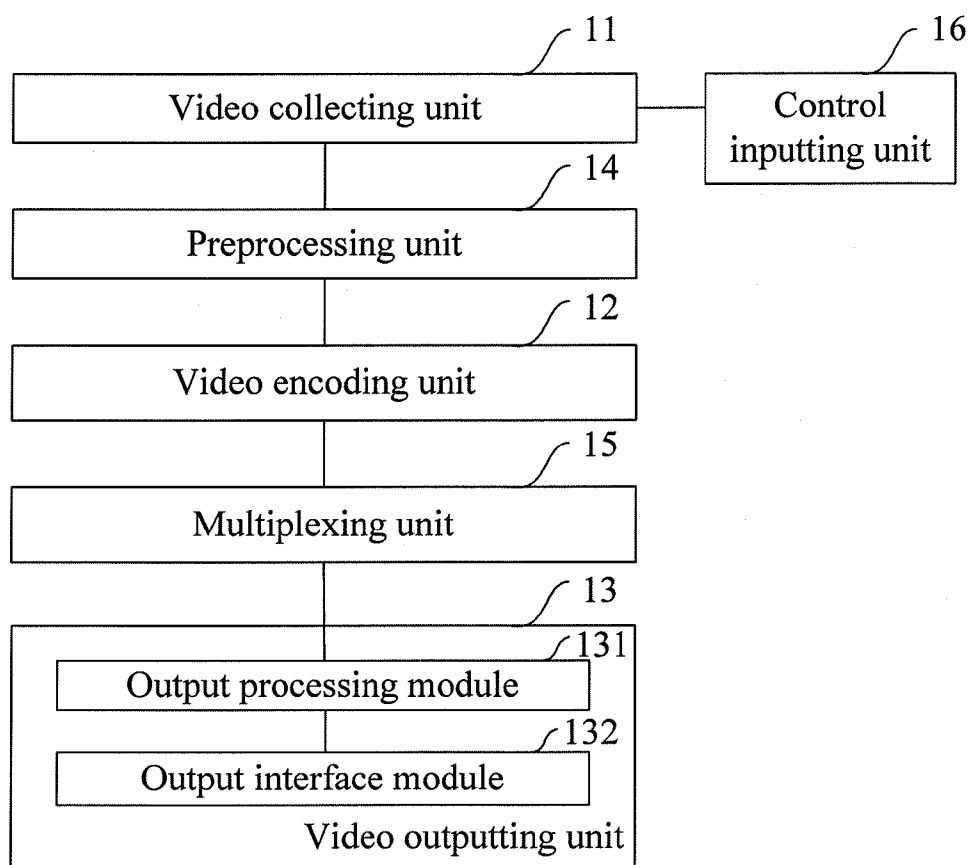 11
16
Video collecting unit
Control
inputting unit
14
Preprocessing unit
12
Video encoding unit
15
Multiplexing unit
13
131
Output processing module
132
Output interface module
Video outputting unit